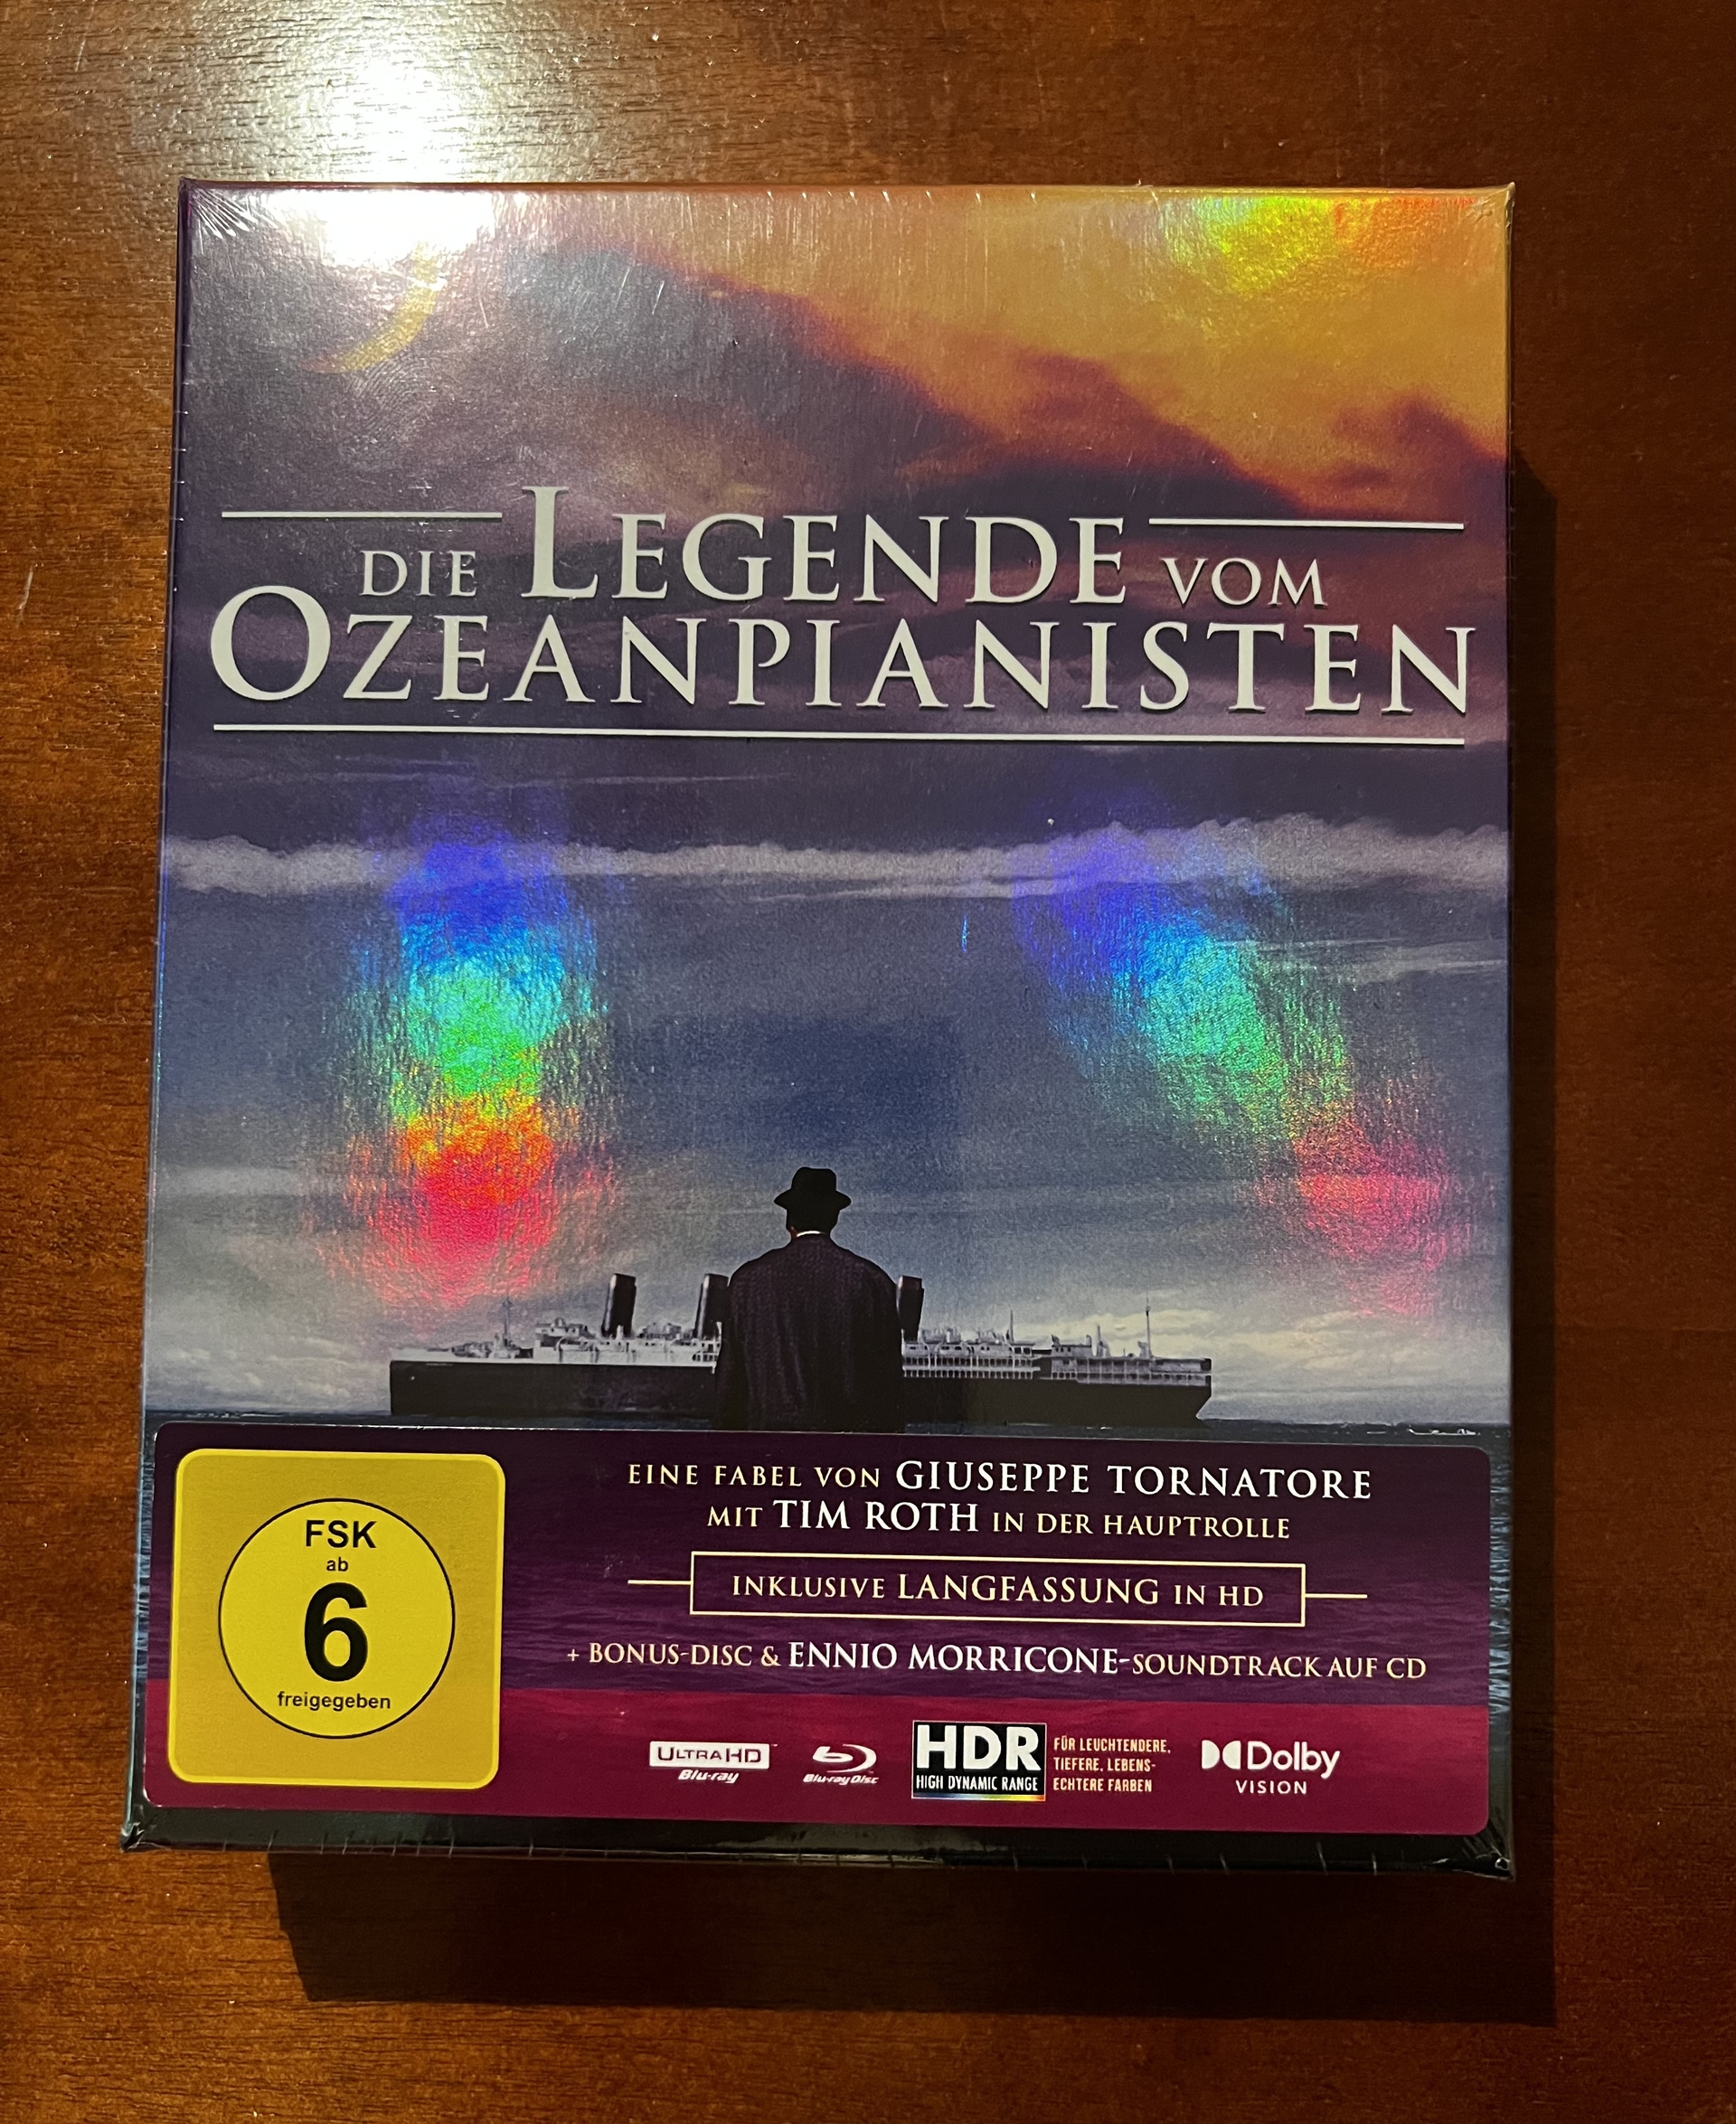 DIE LEGENDE VOM
OZEANPIANISTEN
EINE FABEL VON GIUSEPPE TORNATORE
MIT TIM ROTH IN DER HAUPTROLLE
INKLUSIVE LANGFASSUNG IN HD
+ BONUS-DISC & ENNIO MORRICONE-SOUNDTRACK AUF CD
FSK
ab
6
freigegeben
ULTRA HD
Blu-ray
Blu-ray Disc
HDR
HIGH DYNAMIC RANGE
FÜR LEUCHTENDERE,
TIEFERE, LEBENS-
ECHTERE FARBEN
Dolby
VISION